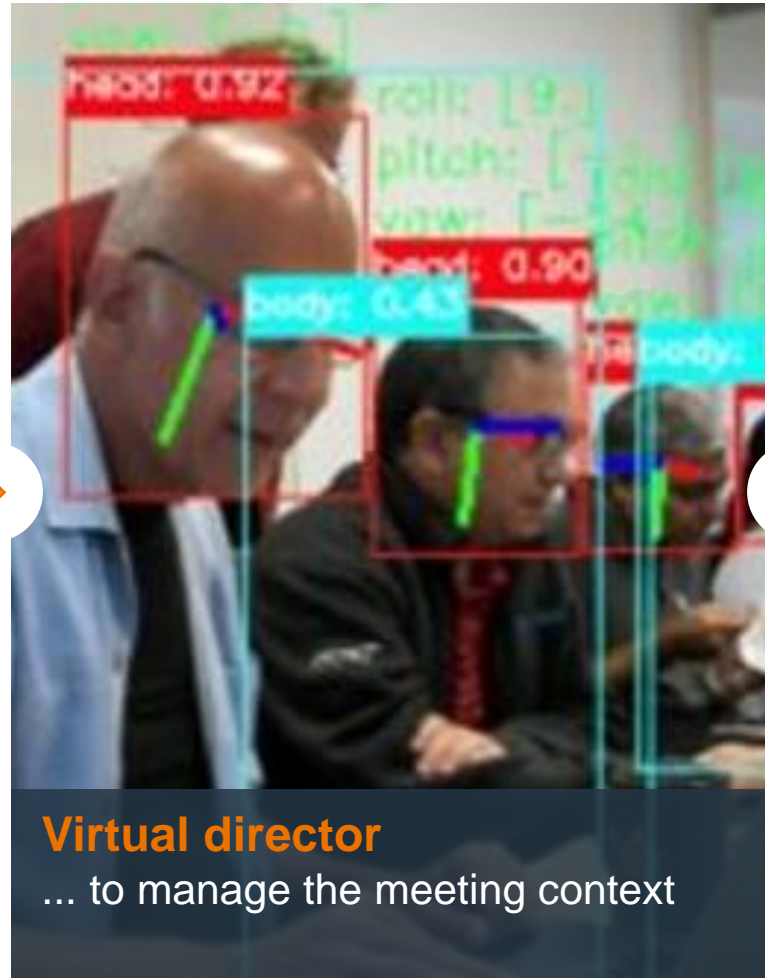 head: 0.92
roll: [9.]
pitch: [
yaw: [-
head: 0.90
body: 0.43
body:
Virtual director
... to manage the meeting context